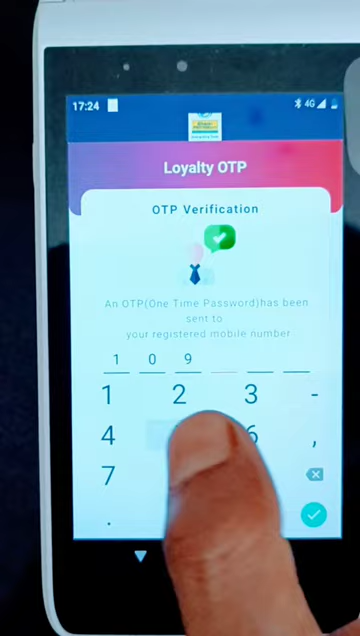 17:24 4G
Loyalty OTP
OTP Verification
An OTP(One Time Password)has been
sent to
your registered mobile number
1 0 9
1 2 3 -
4 6 ,
7
.